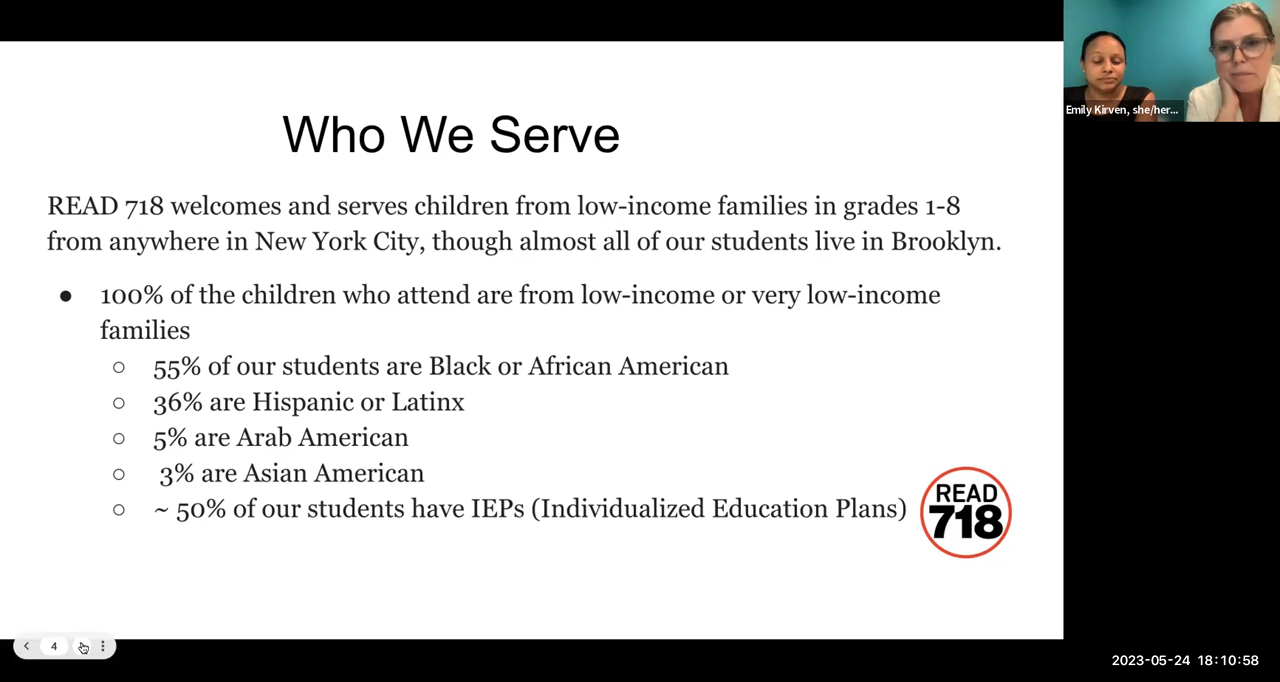 Who We Serve
READ 718 welcomes and serves children from low-income families in grades 1-8
from anywhere in New York City, though almost all of our students live in Brooklyn.
● 100% of the children who attend are from low-income or very low-income
families
○ 55% of our students are Black or African American
○ 36% are Hispanic or Latinx
○ 5% are Arab American
○ 3% are Asian American
○ ~ 50% of our students have IEPs (Individualized Education Plans)
READ
718
Emily Kirven, she/her...
4
2023-05-24 18:10:58